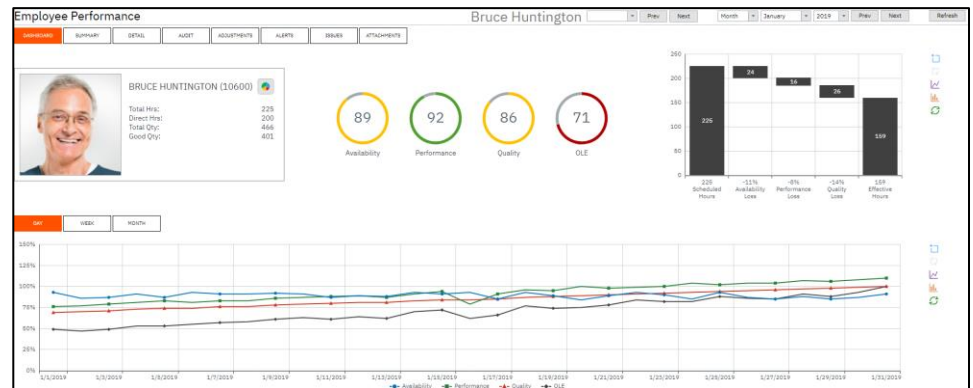 Employee Performance
Bruce Huntington Prev Next Month January 2019 Prev Next Refresh
DASHBOARD SUMMARY DETAIL AUDIT ADJUSTMENTS ALERTS ISSUES ATTACHMENTS
BRUCE HUNTINGTON (10600)
Total Hrs: 225
Direct Hrs: 200
Total Qty: 466
Good Qty: 401
89 92 86 71
Availability Performance Quality OLE
250
200
150
100
50
0
225 24 16 26 159
225 -11% -8% -14% 159
Scheduled Availability Performance Quality Effective
Hours Loss Loss Loss Hours
DAY WEEK MONTH
150%
125%
100%
75%
50%
25%
0%
1/1/2019 1/3/2019 1/5/2019 1/7/2019 1/9/2019 1/11/2019 1/13/2019 1/15/2019 1/17/2019 1/19/2019 1/21/2019 1/23/2019 1/25/2019 1/27/2019 1/29/2019 1/31/2019
Availability Performance Quality OLE